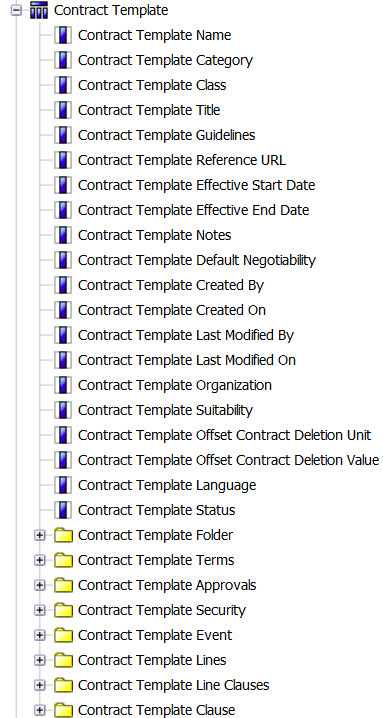 Contract Template
Contract Template Name
Contract Template Category
Contract Template Class
Contract Template Title
Contract Template Guidelines
Contract Template Reference URL
Contract Template Effective Start Date
Contract Template Effective End Date
Contract Template Notes
Contract Template Default Negotiability
Contract Template Created By
Contract Template Created On
Contract Template Last Modified By
Contract Template Last Modified On
Contract Template Organization
Contract Template Suitability
Contract Template Offset Contract Deletion Unit
Contract Template Offset Contract Deletion Value
Contract Template Language
Contract Template Status
Contract Template Folder
Contract Template Terms
Contract Template Approvals
Contract Template Security
Contract Template Event
Contract Template Lines
Contract Template Line Clauses
Contract Template Clause